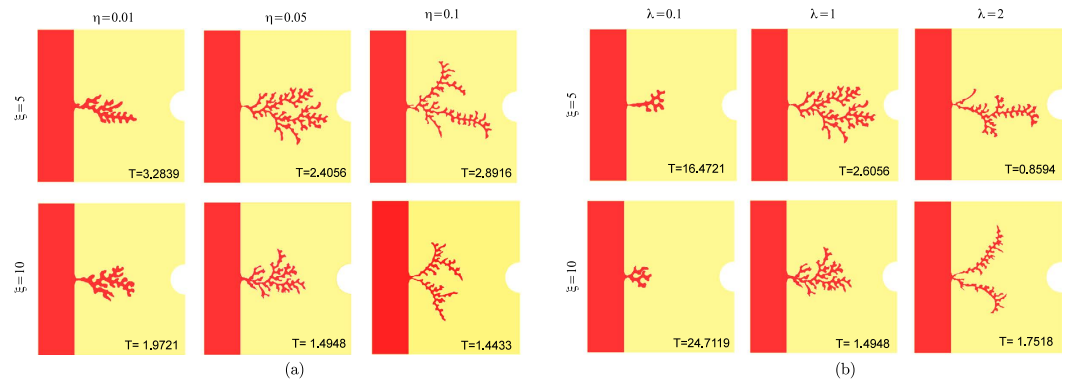 η=0.01 η=0.05 η=0.1
ξ=5
T=3.2839 T=2.4056 T=2.8916
ξ=10
T= 1.9721 T= 1.4948 T=1.4433
(a)
λ=0.1 λ=1 λ=2
ξ=5
T=16.4721 T=2.6056 T=0.8594
ξ=10
T=24.7119 T= 1.4948 T= 1.7518
(b)